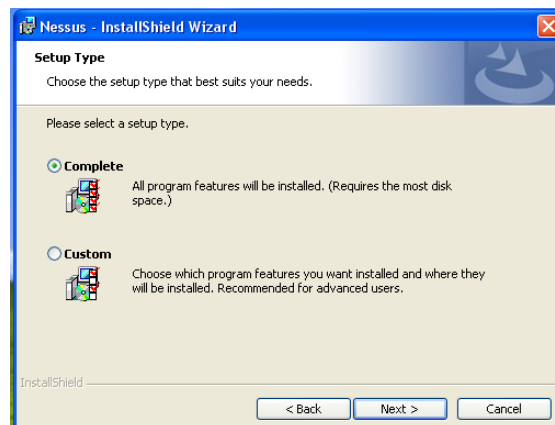 Nessus - InstallShield Wizard
Setup Type
Choose the setup type that best suits your needs.
Please select a setup type.
Complete
All program features will be installed. (Requires the most disk
space.)
Custom
Choose which program features you want installed and where they
will be installed. Recommended for advanced users.
InstallShield
< Back Next > Cancel